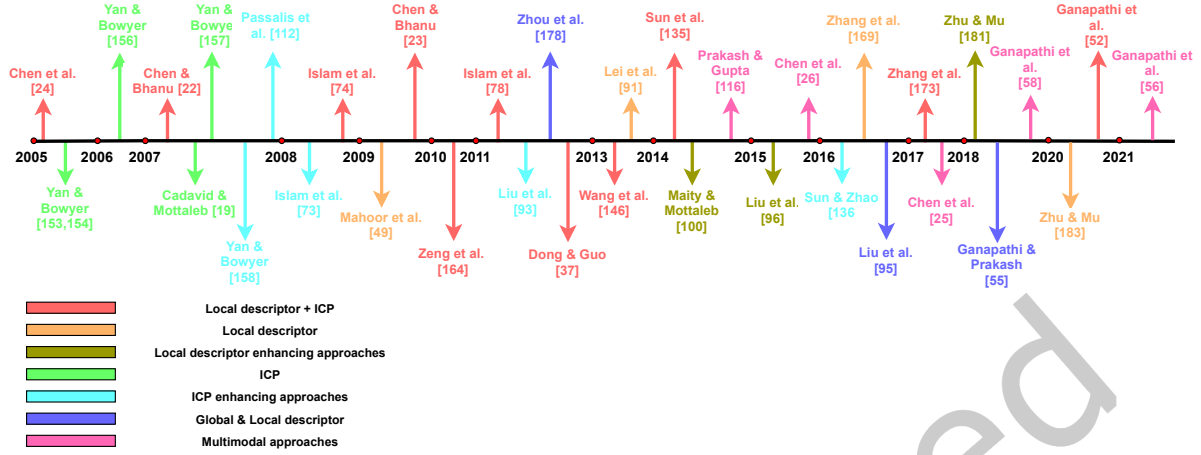 Yan &
Bowyer
[156]
Yan &
Bowye
[157]
Passalis et
al. [112]
Chen &
Bhanu
[23]
Zhou et al.
[178]
Sun et al.
[135]
Zhang et al.
[169]
Zhu & Mu
[181]
Ganapathi et
al.
[52]
Chen et al.
[24]
Chen &
Bhanu [22]
Islam et al.
[74]
Islam et al.
[78]
Lei et al.
[91]
Prakash &
Gupta
[116]
Chen et al.
[26]
Zhang et al.
[173]
Ganapathi et
al.
[58]
Ganapathi et
al.
[56]
2005 2006 2007 2008 2009 2010 2011 2013 2014 2015 2016 2017 2018 2020 2021
Yan &
Bowyer
[153,154]
Cadavid &
Mottaleb [19]
Yan &
Bowyer
[158]
Islam et al.
[73]
Mahoor et al.
[49]
Zeng et al.
[164]
Liu et al.
[93]
Dong & Guo
[37]
Wang et al.
[146]
Maity &
Mottaleb
[100]
Liu et al.
[96]
Sun & Zhao
[136
Liu et al.
[95]
Chen et al.
[25]
Ganapathi &
Prakash
[55]
Zhu & Mu
[183]
Local descriptor + ICP
Local descriptor
Local descriptor enhancing approaches
ICP
ICP enhancing approaches
Global & Local descriptor
Multimodal approaches
ed